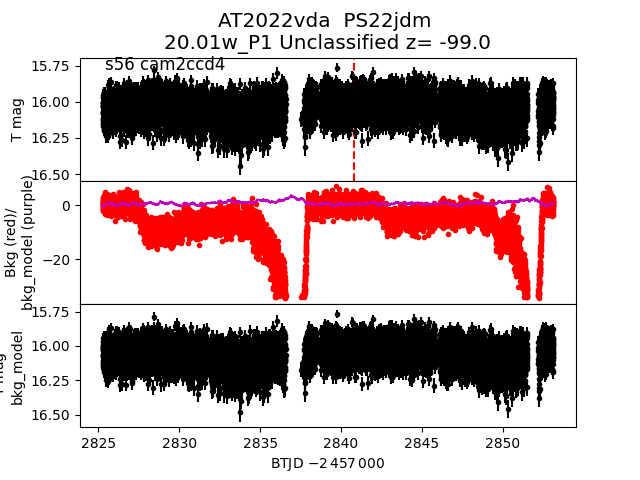 AT2022vda  PS22jdm
20.01w_P1 Unclassified z= -99.0
s56 cam2ccd4
15.75
16.00
16.25
16.50
T mag
0
−20
Bkg (red)/
bkg_model (purple)
15.75
16.00
16.25
16.50
mag
bkg_model
2825
2830
2835
2840
2845
2850
BTJD −2 457 000